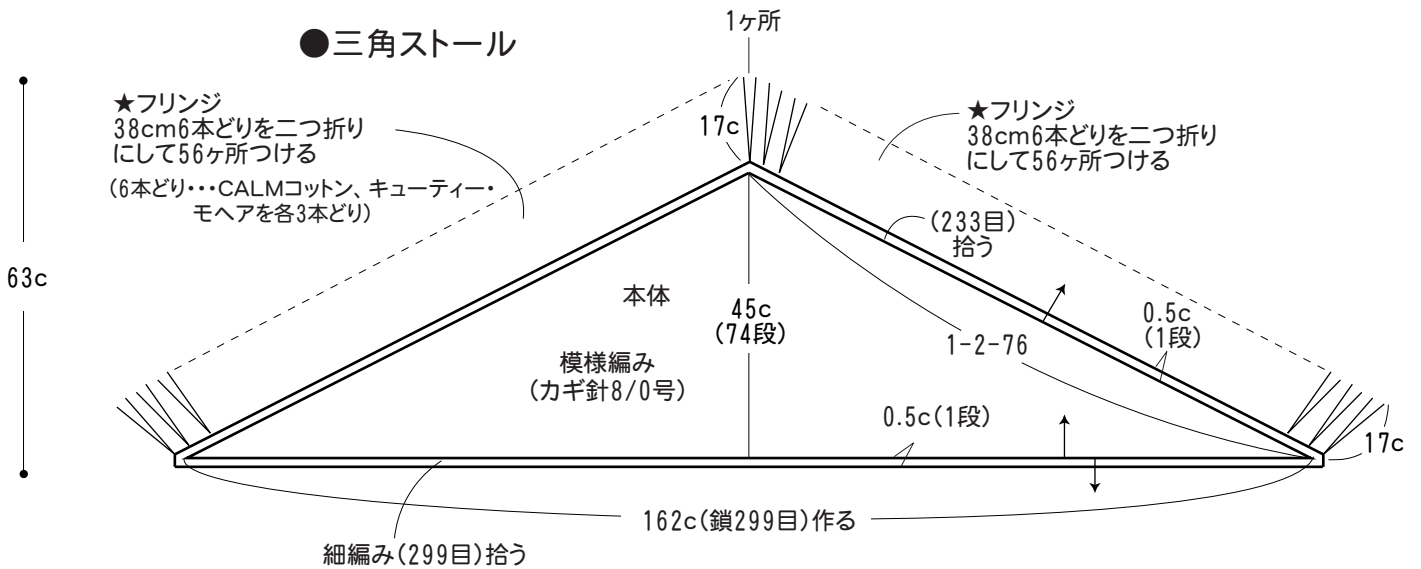 1ヶ所
●三角ストール
★フリンジ
38cm6本どりを二つ折り
にして56ヶ所つける
(6本どり・・・CALMコットン、キューティー・
モヘアを各3本どり)
17c
★フリンジ
38cm6本どりを二つ折り
にして56ヶ所つける
63c
(233目)
拾う
本体
45c
(74段)
模様編み
(カギ針8/0号)
1-2-76
0.5c
(1段)
0.5c(1段)
17c
162c(鎖299目)作る
細編み(299目)拾う